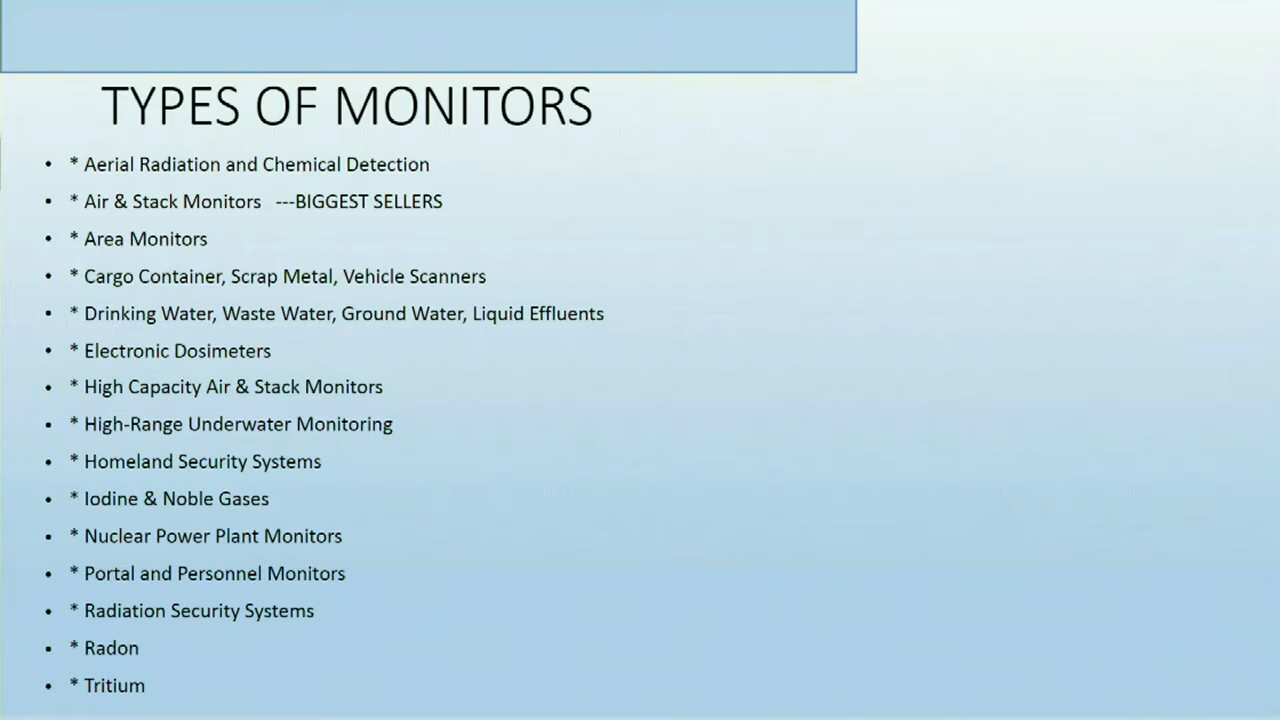 TYPES OF MONITORS
• * Aerial Radiation and Chemical Detection
• * Air & Stack Monitors ---BIGGEST SELLERS
• * Area Monitors
• * Cargo Container, Scrap Metal, Vehicle Scanners
• * Drinking Water, Waste Water, Ground Water, Liquid Effluents
• * Electronic Dosimeters
• * High Capacity Air & Stack Monitors
• * High-Range Underwater Monitoring
• * Homeland Security Systems
• * Iodine & Noble Gases
• * Nuclear Power Plant Monitors
• * Portal and Personnel Monitors
• * Radiation Security Systems
• * Radon
• * Tritium